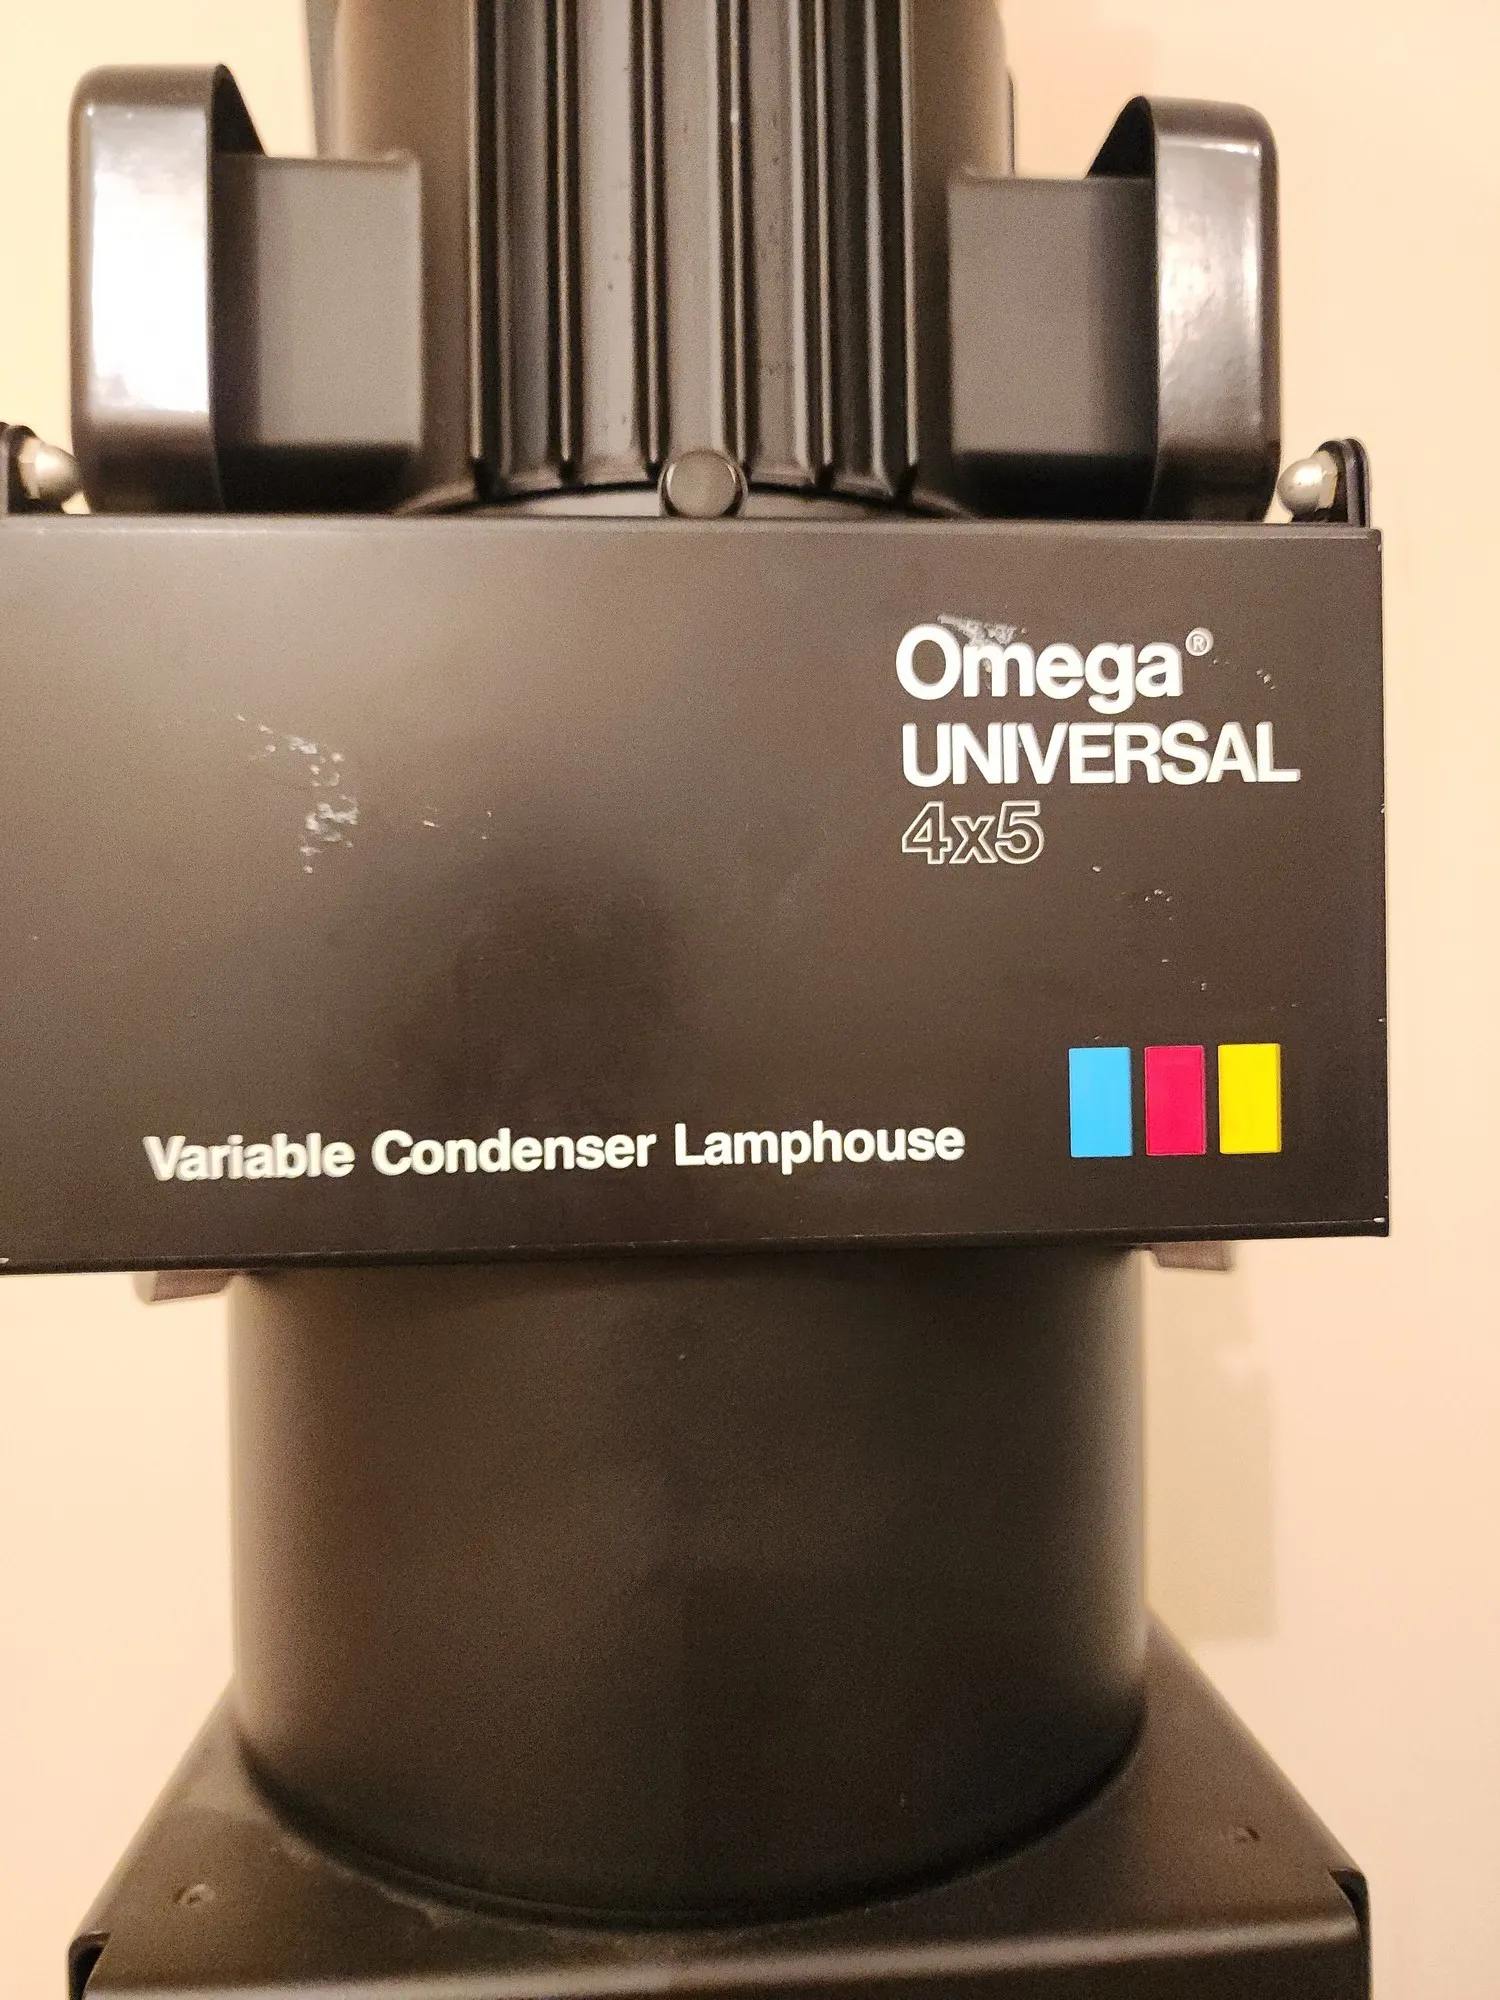 Omega®
UNIVERSAL
4x5
Variable Condenser Lamphouse